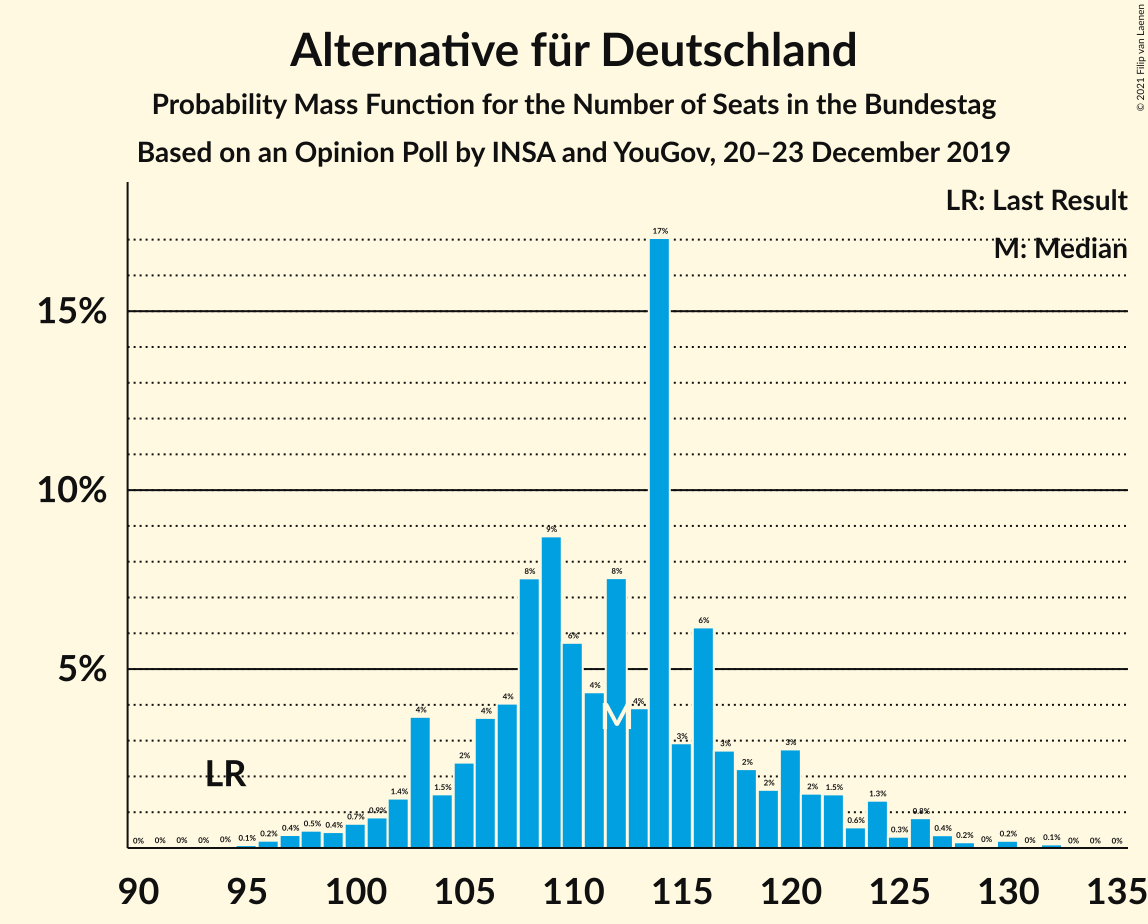 Alternative für Deutschland
Probability Mass Function for the Number of Seats in the Bundestag
Based on an Opinion Poll by INSA and YouGov, 20–23 December 2019
© 2021 Filip van Laenen
LR: Last Result
M: Median
15%
10%
5%
LR
M
0% 0% 0% 0% 0% 0.1% 0.2% 0.4% 0.5% 0.4% 0.7% 0.9% 1.4% 4% 1.5% 2% 4% 4% 8% 9% 6% 4% 8% 4% 17% 3% 6% 3% 2% 2% 3% 2% 1.5% 0.6% 1.3% 0.3% 0.8% 0.4% 0.2% 0% 0.2% 0% 0.1% 0% 0% 0%
90 95 100 105 110 115 120 125 130 135